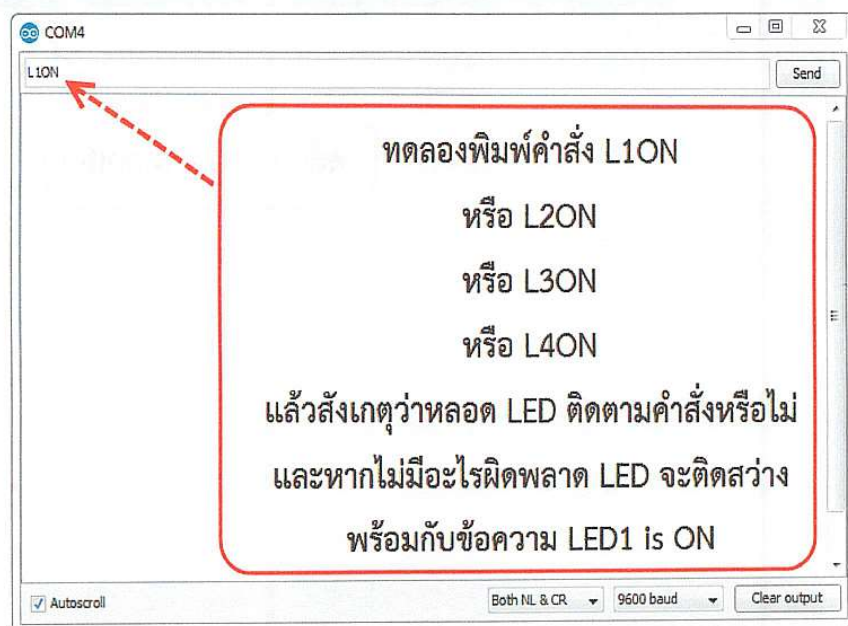 COM4
L1ON
Send
ทดลองพิมพ์คำสั่ง L1ON
หรือ L2ON
หรือ L3ON
หรือ L4ON
แล้วสังเกตุว่าหลอด LED ติดตามคำสั่งหรือไม่
และหากไม่มีอะไรผิดพลาด LED จะติดสว่าง
พร้อมกับข้อความ LED1 is ON
Autoscroll
Both NL & CR
9600 baud
Clear output